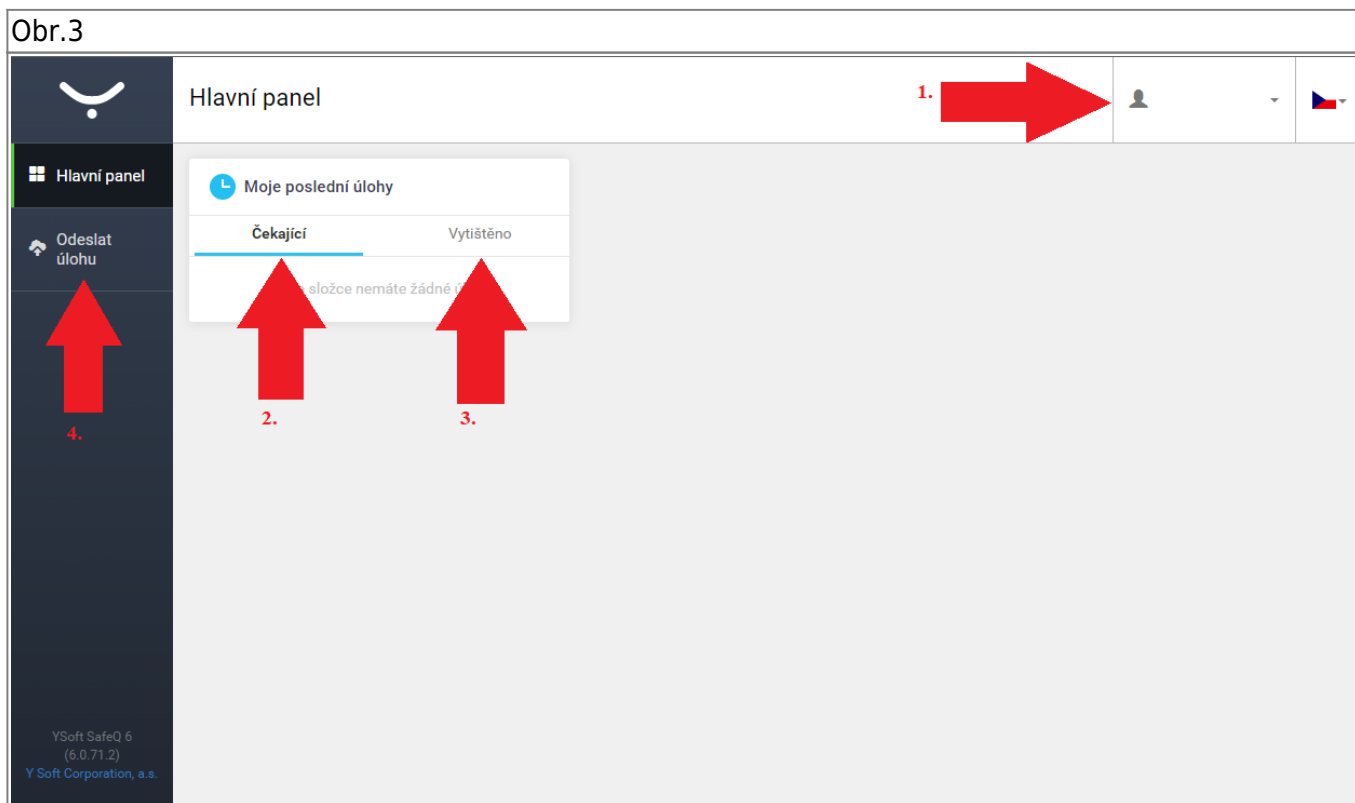 Obr.3
Hlavní panel
1.
Hlavní panel
Moje poslední úlohy
Odeslat
úlohu
Čekající
Vytištěno
složce nemáte žádné
2.
3.
4.
YSoft SafeQ 6
(6.0.71.2)
Y Soft Corporation, a.s.